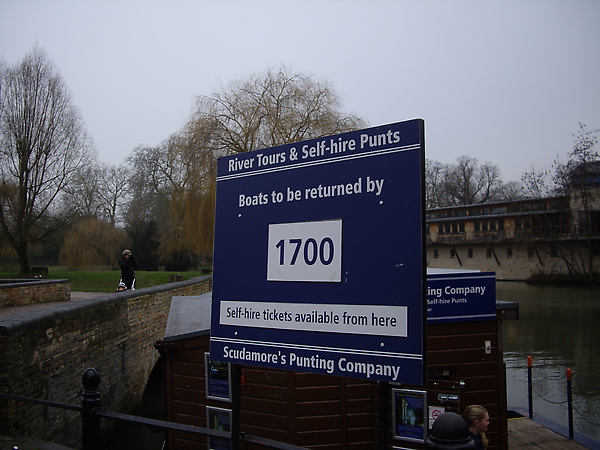 River Tours & Self-hire Punts
Boats to be returned by
1700
Self-hire tickets available from here
Scudamore's Punting Company
Punting Company
Self-hire Punts